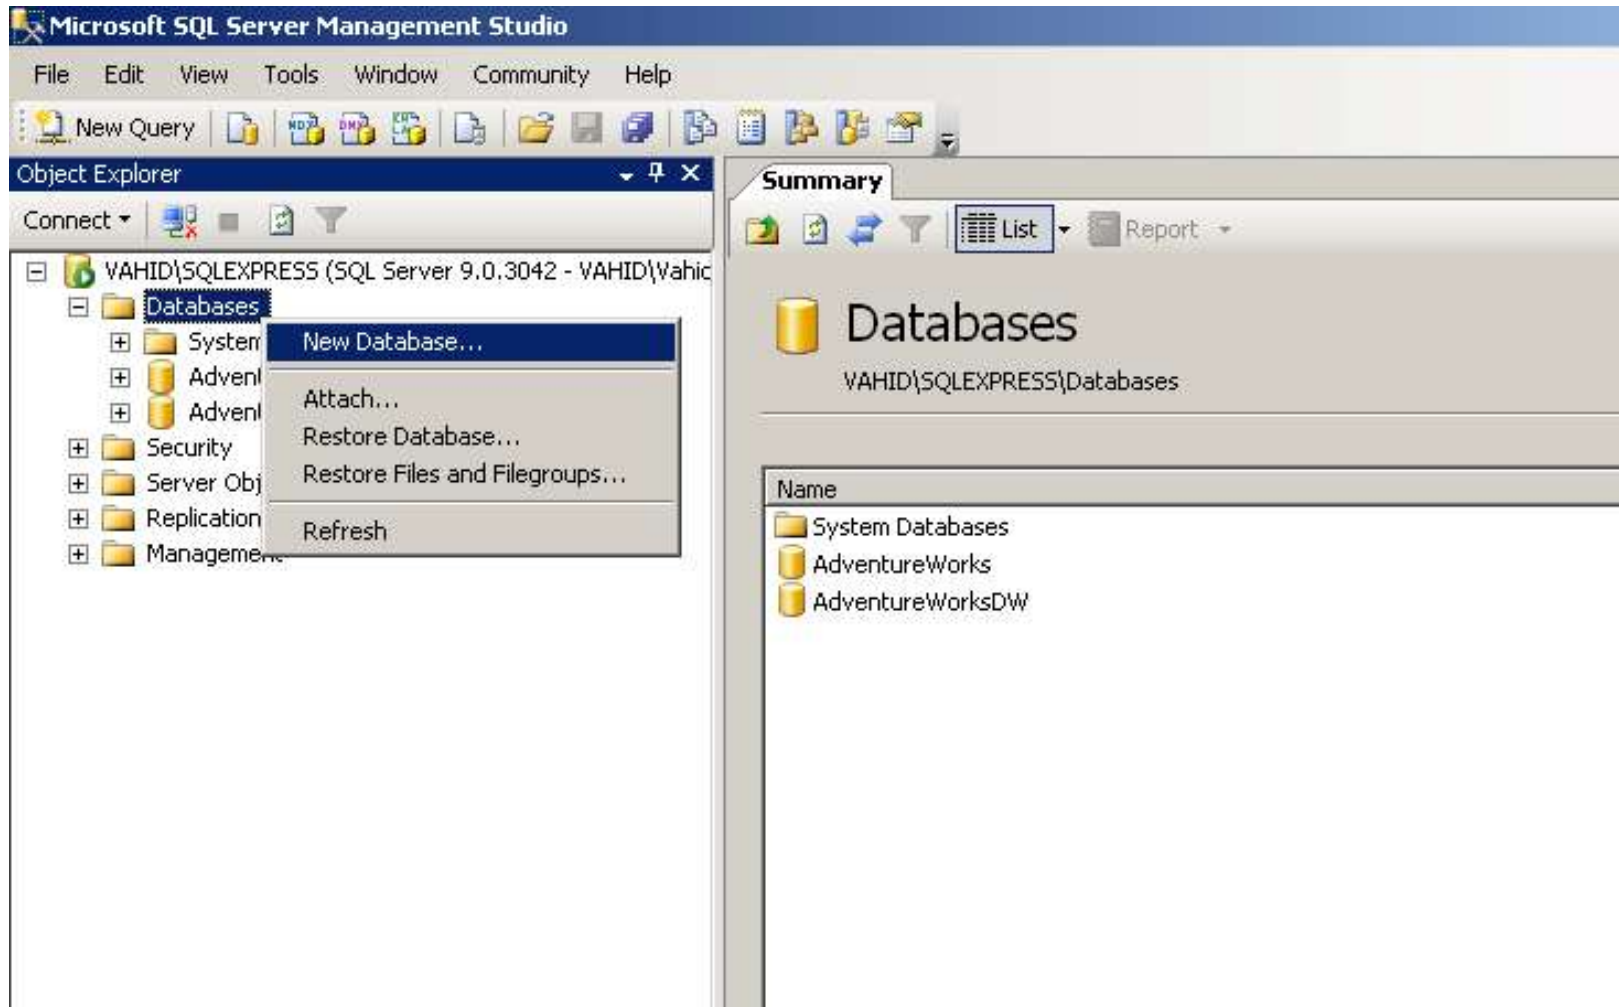 Microsoft SQL Server Management Studio
File Edit View Tools Window Community Help
New Query
Object Explorer
Connect
VAHID\SQLEXPRESS (SQL Server 9.0.3042 - VAHID\Vahid
Databases
System
Advent
Advent
Security
Server Obj
Replication
Management
New Database...
Attach...
Restore Database...
Restore Files and Filegroups...
Refresh
Summary
List Report
Databases
VAHID\SQLEXPRESS\Databases
Name
System Databases
AdventureWorks
AdventureWorksDW